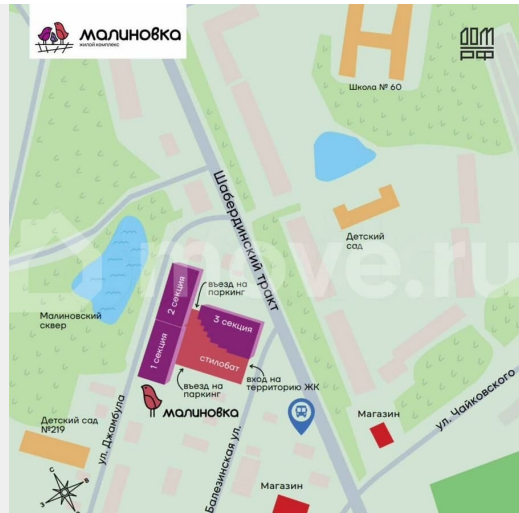 малиновка
жилой комплекс
ДОМ
РФ
Школа № 60
Шабердинский тракт
Детский
сад
move.ru
въезд на
паркинг
2 секция
3 секция
Малиновский
сквер
1 секция
стилобат
въезд на
паркинг
вход на
территорию ЖК
малиновка
ул. Джамбула
Магазин
ул. Чайковского
Детский сад
№219
Балезинская ул.
Магазин
С
В
З